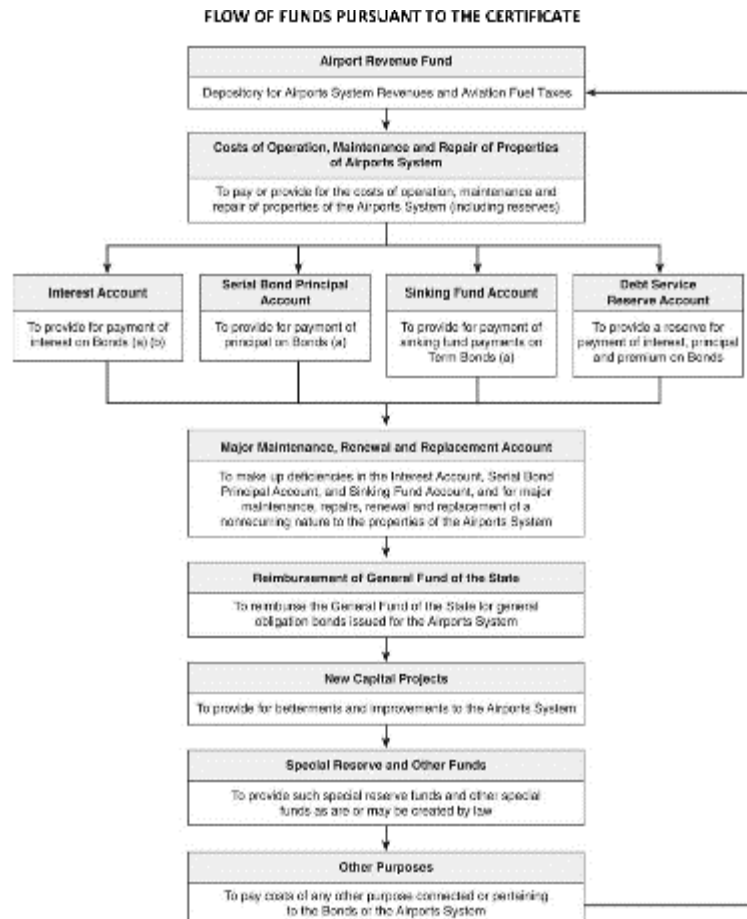 FLOW OF FUNDS PURSUANT TO THE CERTIFICATE
Airport Revenue Fund
Depository for Airports System Revenues and Aviation Fuel Taxes
Costs of Operation, Maintenance and Repair of Properties
of Airports System
To pay or provide for the costs of operation, maintenance and
repair of properties of the Airports System (including reserves)
Interest Account
To provide for payment of
interest on Bonds (a) (b)
Serial Bond Principal
Account
To provide for payment of
principal on Bonds (a)
Sinking Fund Account
To provide for payment of
sinking fund payments on
Term Bonds (a)
Debt Service
Reserve Account
To provide a reserve for
payment of interest, principal
and premium on Bonds
Major Maintenance, Renewal and Replacement Account
To make up deficiencies in the Interest Account, Serial Bond
Principal Account, and Sinking Fund Account, and for major
maintenance, repairs, renewal and replacement of a
nonrecurring nature to the properties of the Airports System
Reimbursement of General Fund of the State
To reimburse the General Fund of the State for general
obligation bonds issued for the Airports System
New Capital Projects
To provide for betterments and improvements to the Airports System
Special Reserve and Other Funds
To provide such special reserve funds and other special
funds as are or may be created by law
Other Purposes
To pay costs of any other purpose connected or pertaining
to the Bonds or the Airports System